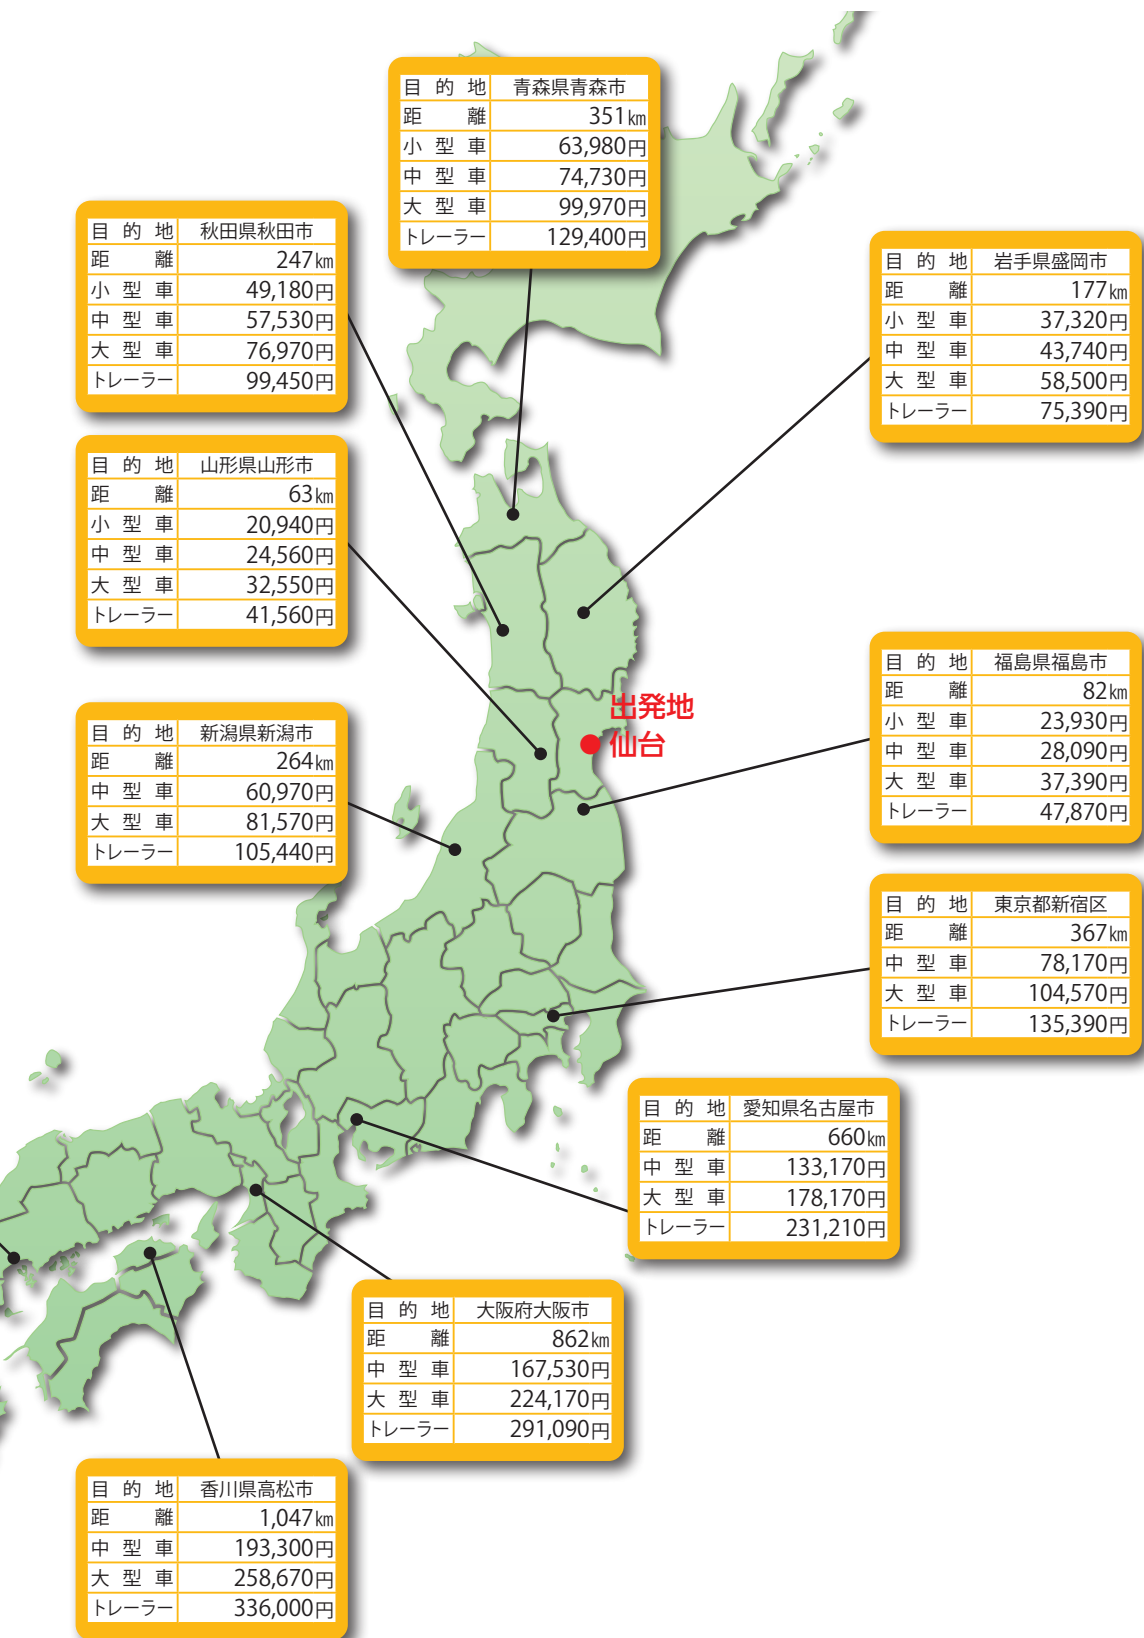 目的地 青森県青森市
距離 351km
小型車 63,980円
中型車 74,730円
大型車 99,970円
トレーラー 129,400円
目的地 秋田県秋田市
距離 247km
小型車 49,180円
中型車 57,530円
大型車 76,970円
トレーラー 99,450円
目的地 岩手県盛岡市
距離 177km
小型車 37,320円
中型車 43,740円
大型車 58,500円
トレーラー 75,390円
目的地 山形県山形市
距離 63km
小型車 20,940円
中型車 24,560円
大型車 32,550円
トレーラー 41,560円
出発地
仙台
目的地 福島県福島市
距離 82km
小型車 23,930円
中型車 28,090円
大型車 37,390円
トレーラー 47,870円
目的地 新潟県新潟市
距離 264km
中型車 60,970円
大型車 81,570円
トレーラー 105,440円
目的地 東京都新宿区
距離 367km
中型車 78,170円
大型車 104,570円
トレーラー 135,390円
目的地 愛知県名古屋市
距離 660km
中型車 133,170円
大型車 178,170円
トレーラー 231,210円
目的地 大阪府大阪市
距離 862km
中型車 167,530円
大型車 224,170円
トレーラー 291,090円
目的地 香川県高松市
距離 1,047km
中型車 193,300円
大型車 258,670円
トレーラー 336,000円